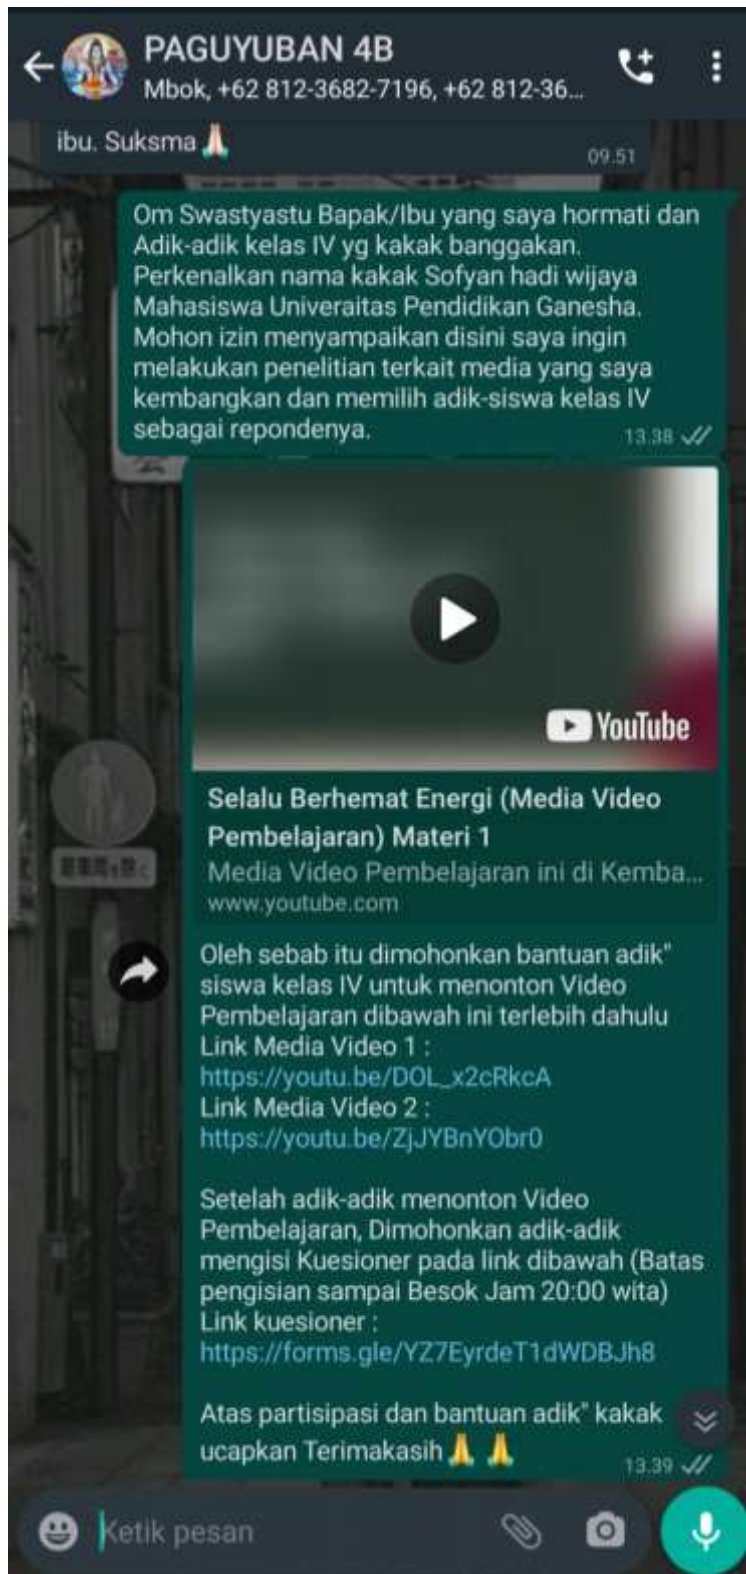 PAGUYUBAN 4B
Mbok, +62 812-3682-7196, +62 812-36...
ibu. Suksma🙏🏻
09.51
Om Swastyastu Bapak/Ibu yang saya hormati dan
Adik-adik kelas IV yg kakak banggakan.
Perkenalkan nama kakak Sofyan hadi wijaya
Mahasiswa Univeraitas Pendidikan Ganesha.
Mohon izin menyampaikan disini saya ingin
melakukan penelitian terkait media yang saya
kembangkan dan memilih adik-siswa kelas IV
sebagai repondenya.
13.38
YouTube
Selalu Berhemat Energi (Media Video
Pembelajaran) Materi 1
Media Video Pembelajaran ini di Kemba...
www.youtube.com
Oleh sebab itu dimohonkan bantuan adik"
siswa kelas IV untuk menonton Video
Pembelajaran dibawah ini terlebih dahulu
Link Media Video 1 :
https://youtu.be/DOL_x2cRkcA
Link Media Video 2 :
https://youtu.be/ZjJYBnYObr0
Setelah adik-adik menonton Video
Pembelajaran, Dimohonkan adik-adik
mengisi Kuesioner pada link dibawah (Batas
pengisian sampai Besok Jam 20:00 wita)
Link kuesioner :
https://forms.gle/YZ7EyrdeT1dWDBJh8
Atas partisipasi dan bantuan adik" kakak
ucapkan Terimakasih🙏 🙏
13.39
Ketik pesan